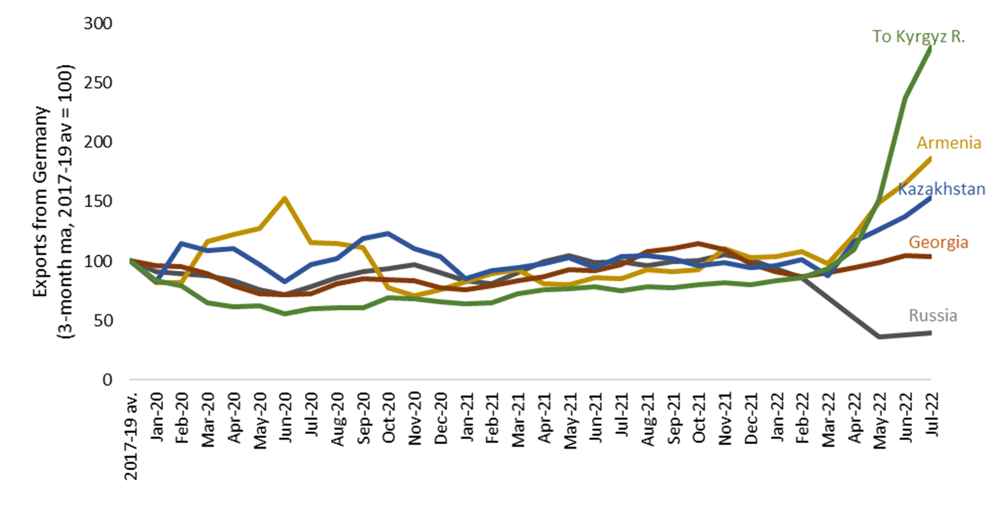 300
250
200
150
100
50
0
Exports from Germany
(3-month ma, 2017-19 av = 100)
To Kyrgyz R.
Armenia
Kazakhstan
Georgia
Russia
2017-19 av.
Jan-20
Feb-20
Mar-20
Apr-20
May-20
Jun-20
Jul-20
Aug-20
Sep-20
Oct-20
Nov-20
Dec-20
Jan-21
Feb-21
Mar-21
Apr-21
May-21
Jun-21
Jul-21
Aug-21
Sep-21
Oct-21
Nov-21
Dec-21
Jan-22
Feb-22
Mar-22
Apr-22
May-22
Jun-22
Jul-22